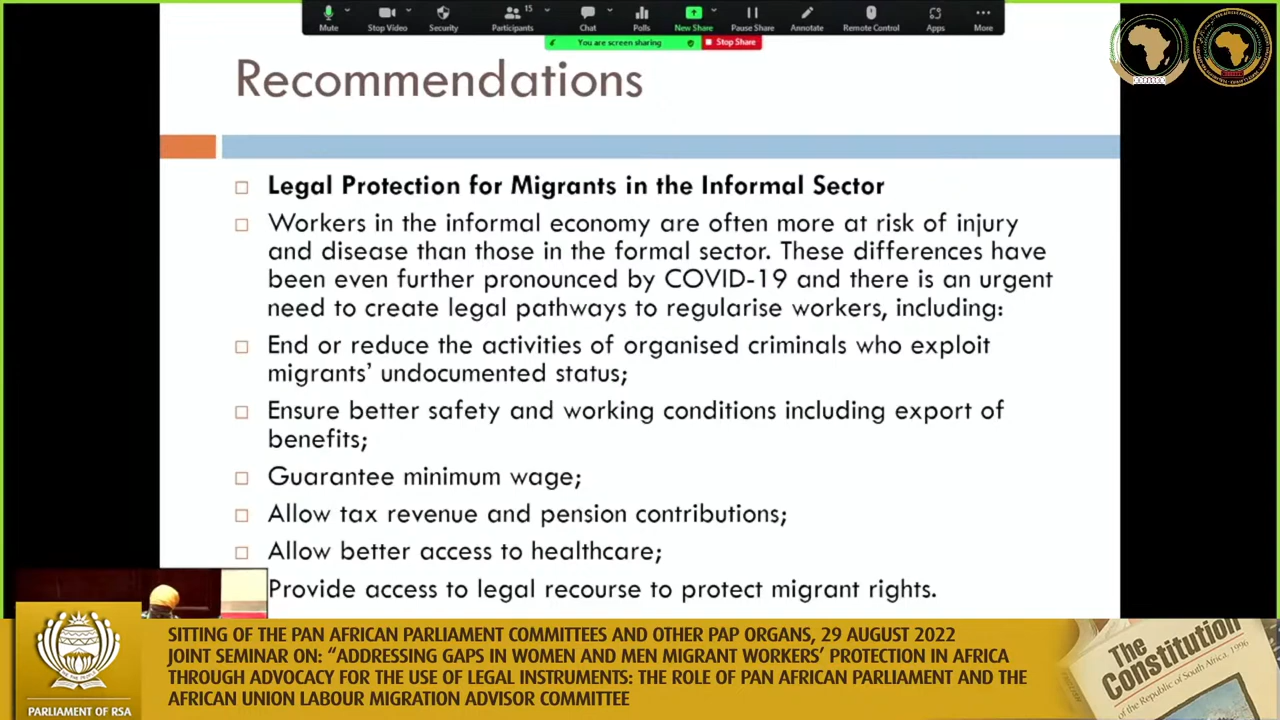 Mute
Stop Video
Security
15
Participants
Chat
Polls
New Share
Pause Share
Annotate
Remote Control
Apps
More
You are screen sharing
Stop Share
Recommendations
Legal Protection for Migrants in the Informal Sector
Workers in the informal economy are often more at risk of injury
and disease than those in the formal sector. These differences have
been even further pronounced by COVID-19 and there is an urgent
need to create legal pathways to regularise workers, including:
End or reduce the activities of organised criminals who exploit
migrants’ undocumented status;
Ensure better safety and working conditions including export of
benefits;
Guarantee minimum wage;
Allow tax revenue and pension contributions;
Allow better access to healthcare;
Provide access to legal recourse to protect migrant rights.
PARLIAMENT OF RSA
SITTING OF THE PAN AFRICAN PARLIAMENT COMMITTEES AND OTHER PAP ORGANS, 29 AUGUST 2022
JOINT SEMINAR ON: “ADDRESSING GAPS IN WOMEN AND MEN MIGRANT WORKERS’ PROTECTION IN AFRICA
THROUGH ADVOCACY FOR THE USE OF LEGAL INSTRUMENTS: THE ROLE OF PAN AFRICAN PARLIAMENT AND THE
AFRICAN UNION LABOUR MIGRATION ADVISOR COMMITTEE
The
Constitution
of the Republic of South Africa, 1996